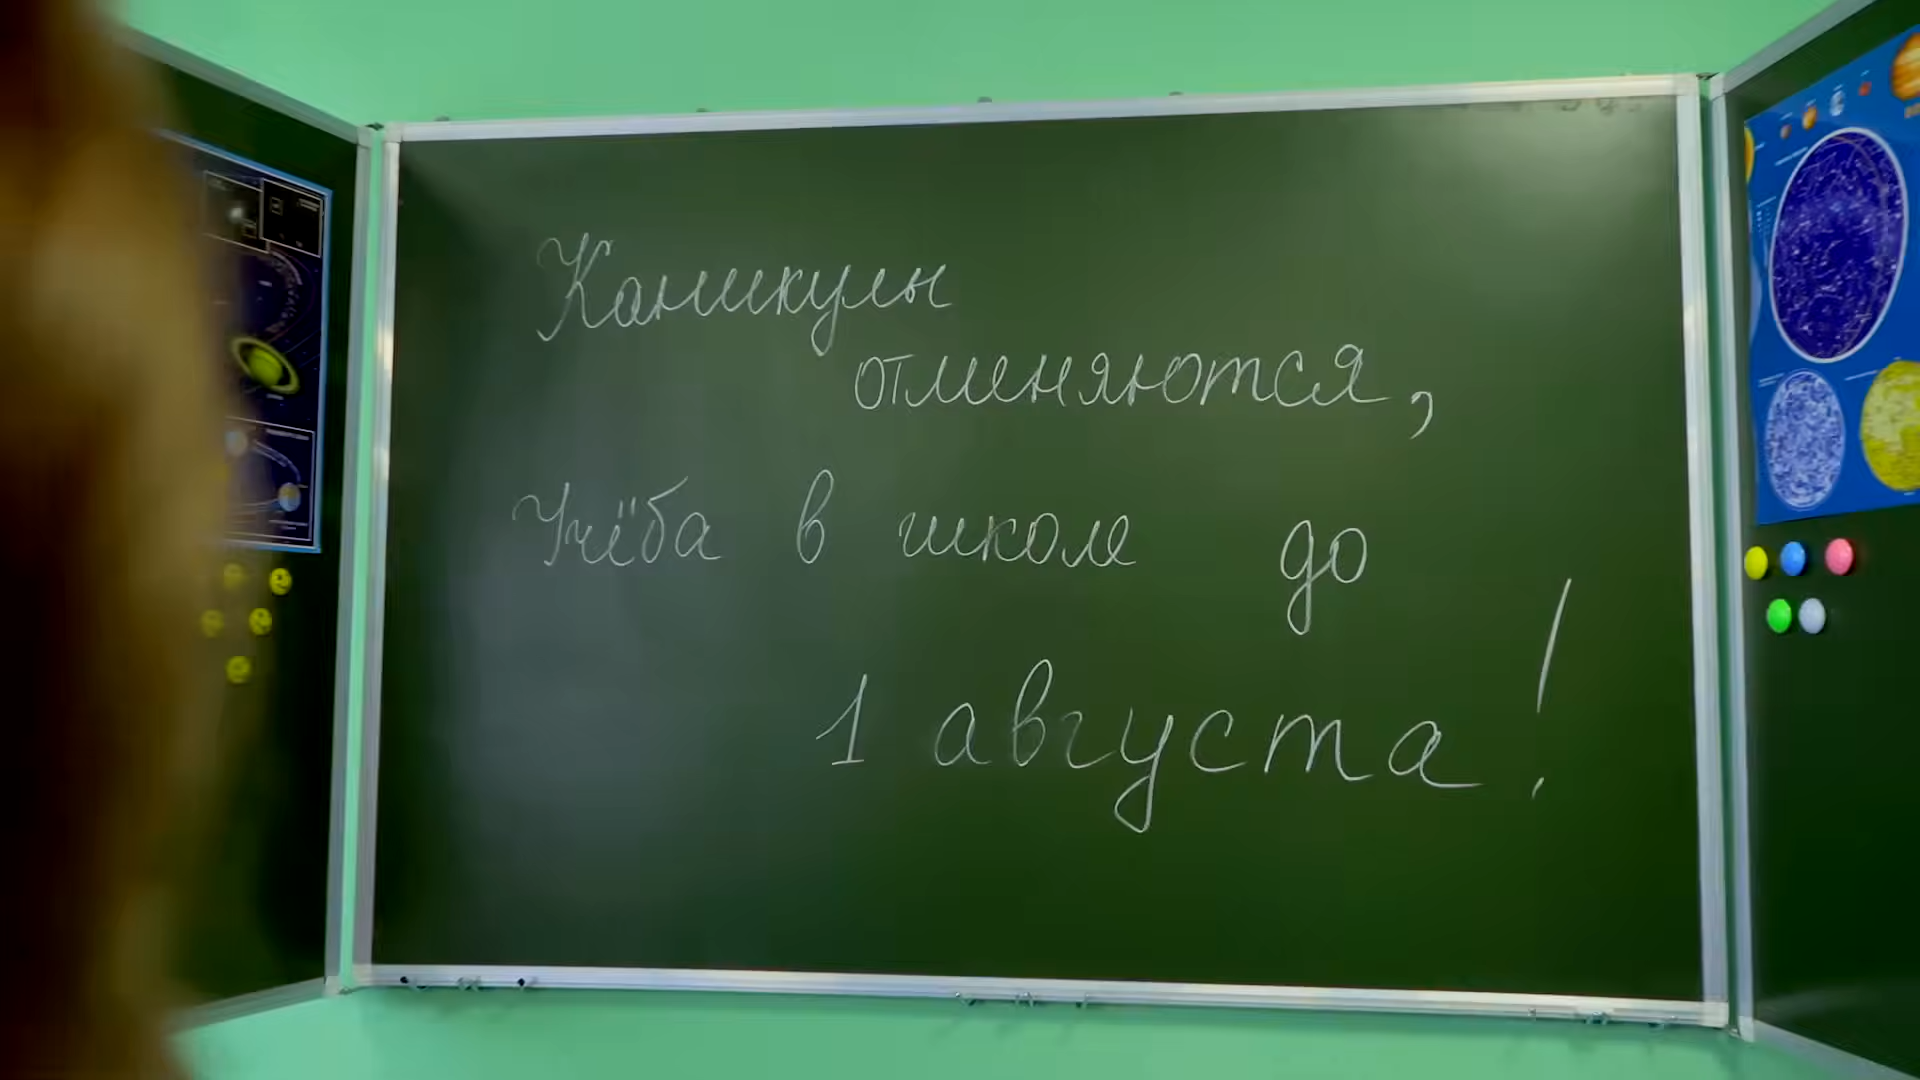 Каникулы
отменяются,
Учёба в школе до
1 августа!